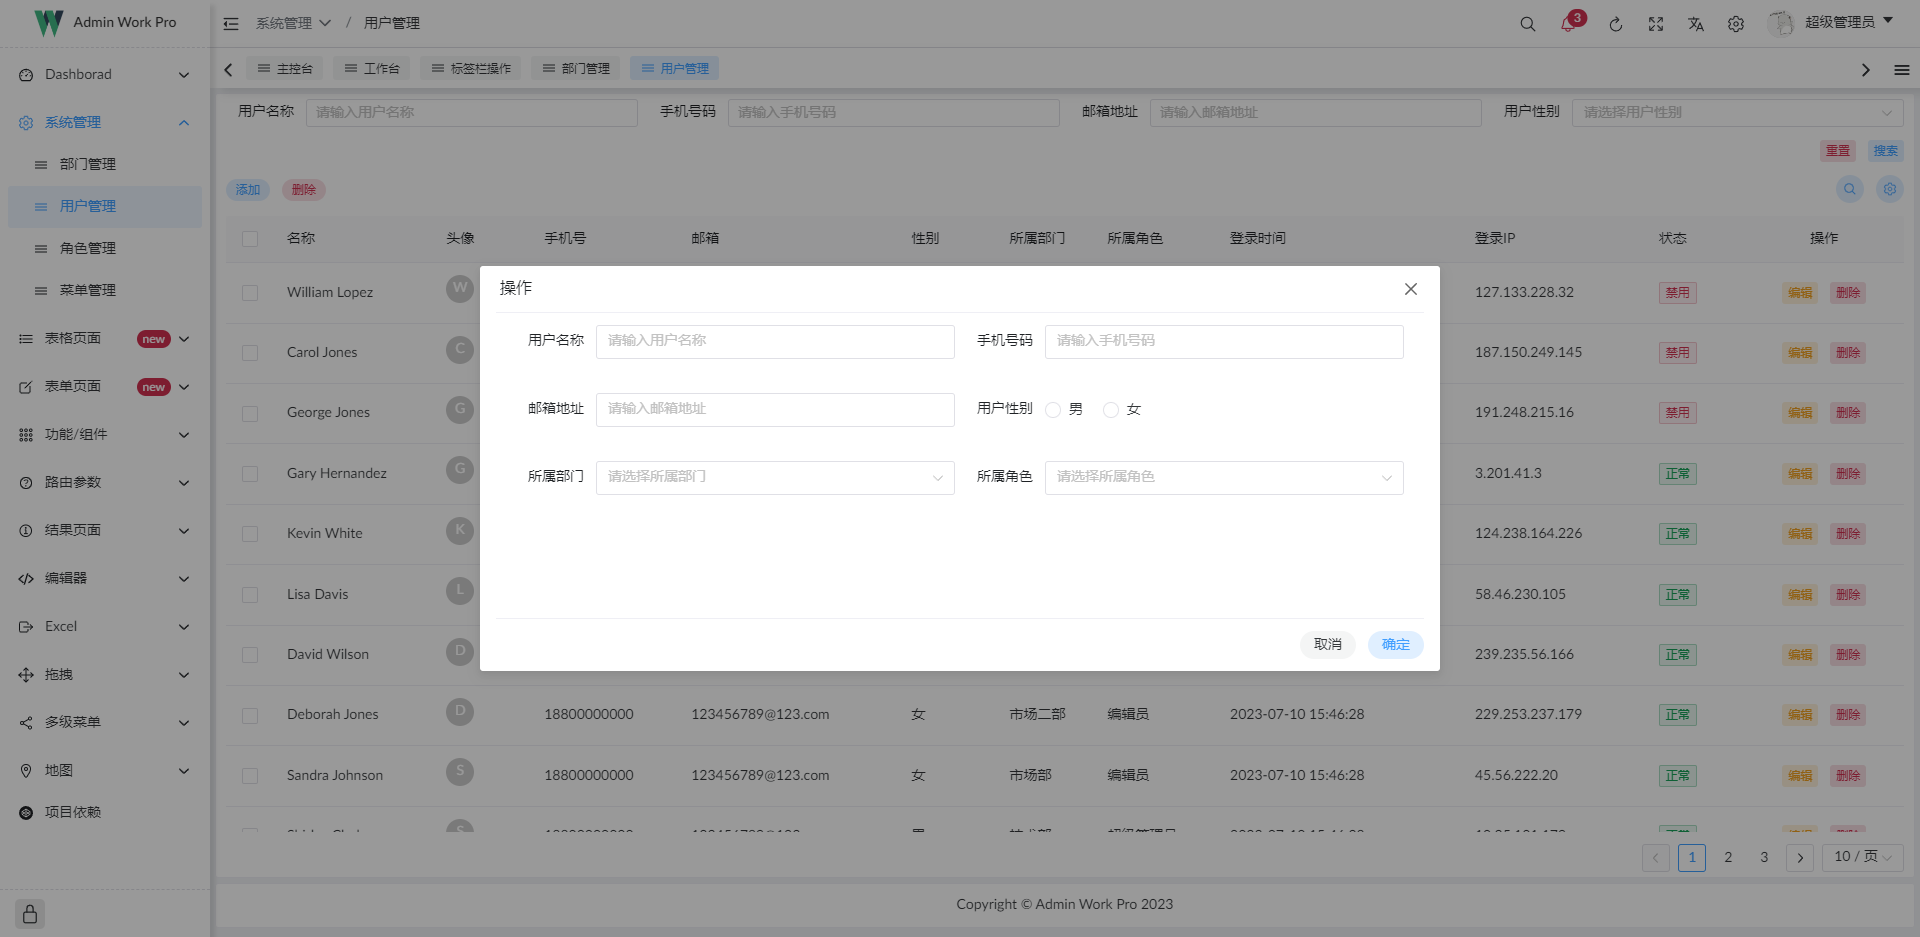 Admin Work Pro
系统管理 / 用户管理
3
超级管理员
主控台 工作台 标签栏操作 部门管理 用户管理
Dashborad
系统管理
部门管理
用户管理
角色管理
菜单管理
表格页面 new
表单页面 new
功能/组件
路由参数
结果页面
编辑器
Excel
拖拽
多级菜单
地图
项目依赖
用户名称 请输入用户名称 手机号码 请输入手机号码 邮箱地址 请输入邮箱地址 用户性别 请选择用户性别
重置 搜索
添加 删除
名称 头像 手机号 邮箱 性别 所属部门 所属角色 登录时间 登录IP 状态 操作
William Lopez W 127.133.228.32 禁用 编辑 删除
Carol Jones C 187.150.249.145 禁用 编辑 删除
George Jones G 191.248.215.16 禁用 编辑 删除
Gary Hernandez G 3.201.41.3 正常 编辑 删除
Kevin White K 124.238.164.226 正常 编辑 删除
Lisa Davis L 58.46.230.105 正常 编辑 删除
David Wilson D 239.235.56.166 正常 编辑 删除
Deborah Jones D 18800000000 123456789@123.com 女 市场二部 编辑员 2023-07-10 15:46:28 229.253.237.179 正常 编辑 删除
Sandra Johnson S 18800000000 123456789@123.com 女 市场部 编辑员 2023-07-10 15:46:28 45.56.222.20 正常 编辑 删除
操作
用户名称 请输入用户名称 手机号码 请输入手机号码
邮箱地址 请输入邮箱地址 用户性别 男 女
所属部门 请选择所属部门 所属角色 请选择所属角色
取消 确定
1 2 3 10 / 页
Copyright © Admin Work Pro 2023